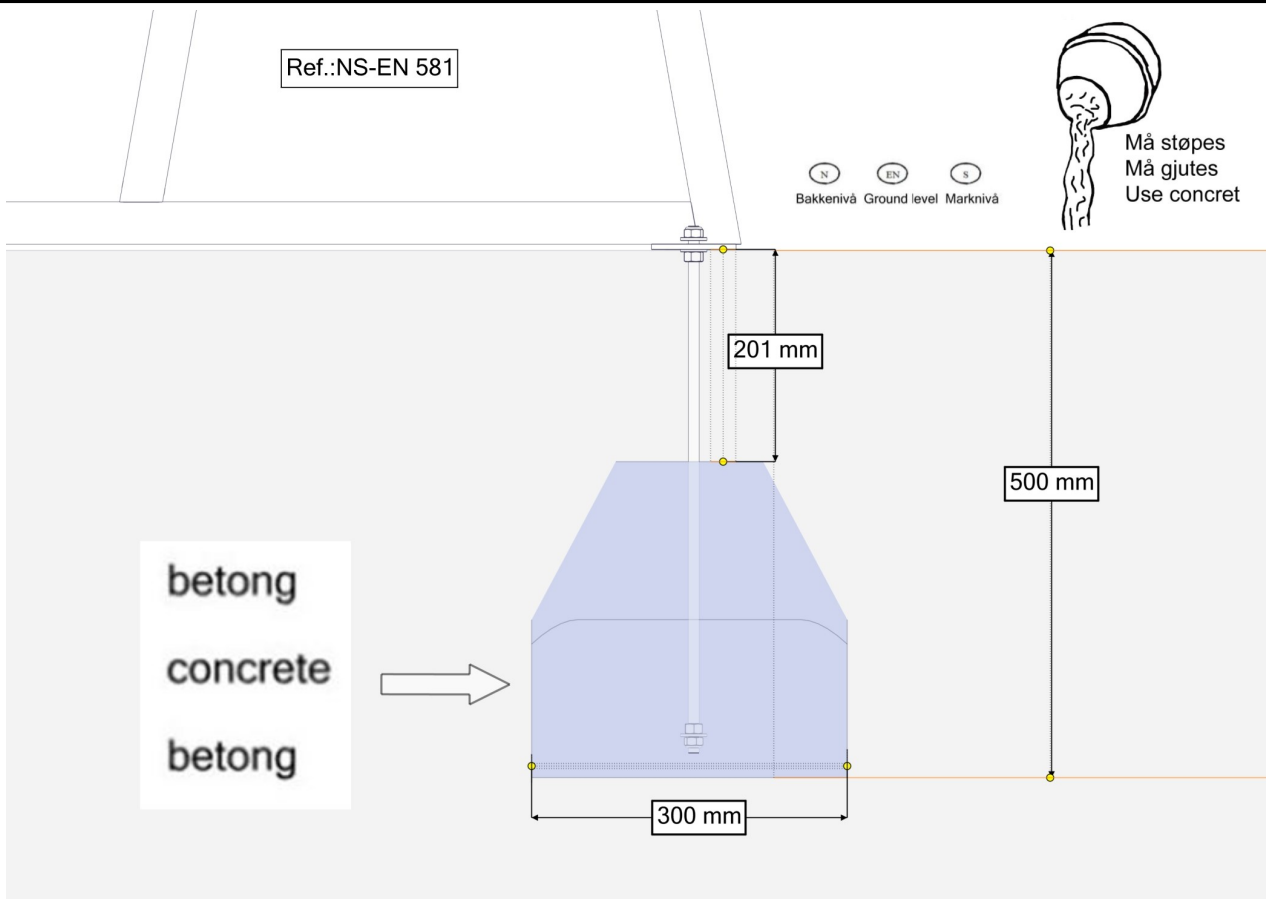 Ref.:NS-EN 581
Må støpes
Må gjutes
Use concret
N EN S
Bakkenivå Ground level Marknivå
201 mm
500 mm
betong
concrete
betong
300 mm